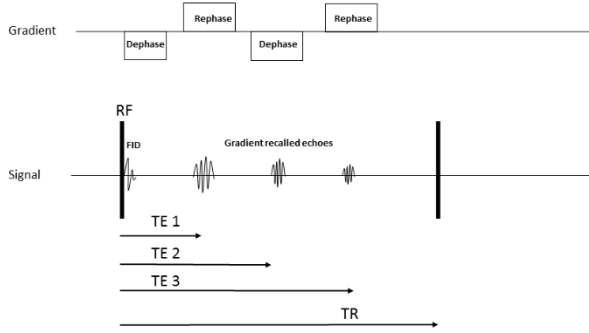 Gradient
Rephase
Rephase
Dephase
Dephase
RF
FID
Gradient recalled echoes
Signal
TE 1
TE 2
TE 3
TR